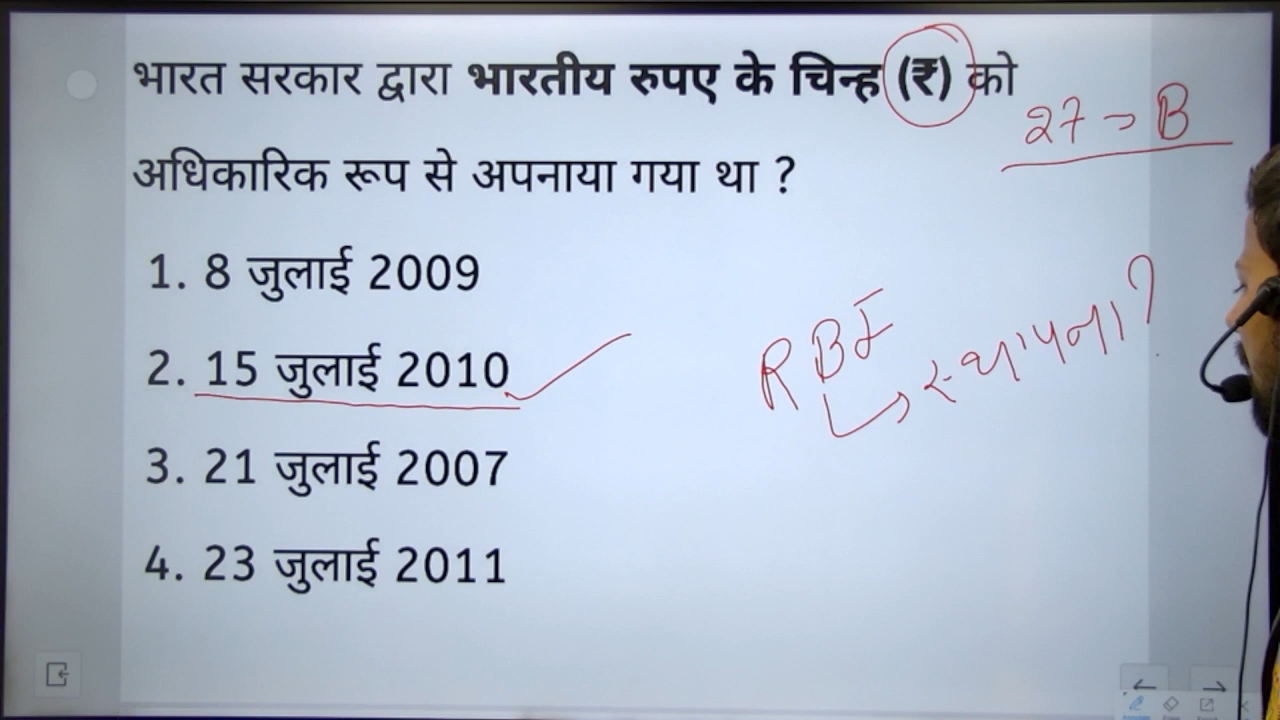 भारत सरकार द्वारा भारतीय रुपए के चिन्ह (₹) को
27 → B
अधिकारिक रूप से अपनाया गया था ?
1. 8 जुलाई 2009
2. 15 जुलाई 2010
RBI
स्थापना?
3. 21 जुलाई 2007
4. 23 जुलाई 2011